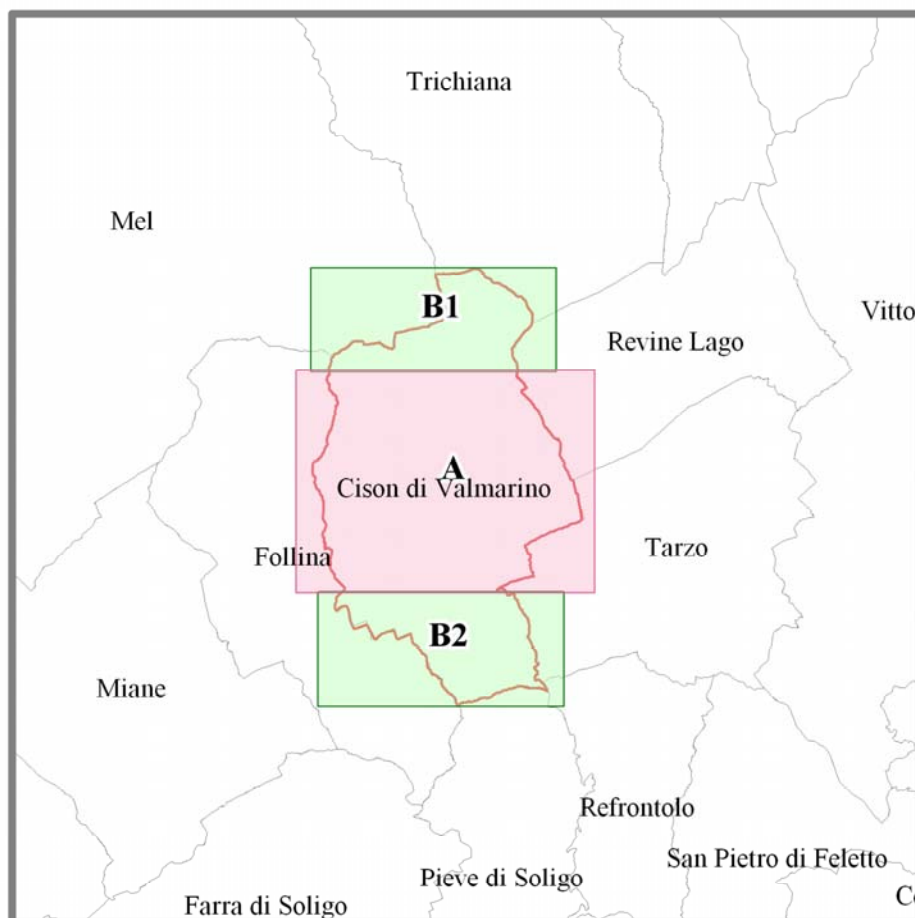 Trichiana
Mel
B1
Vitto
Revine Lago
A
Cison di Valmarino
Tarzo
Follina
B2
Miane
Refrontolo
San Pietro di Feletto
Pieve di Soligo
Farra di Soligo
Co